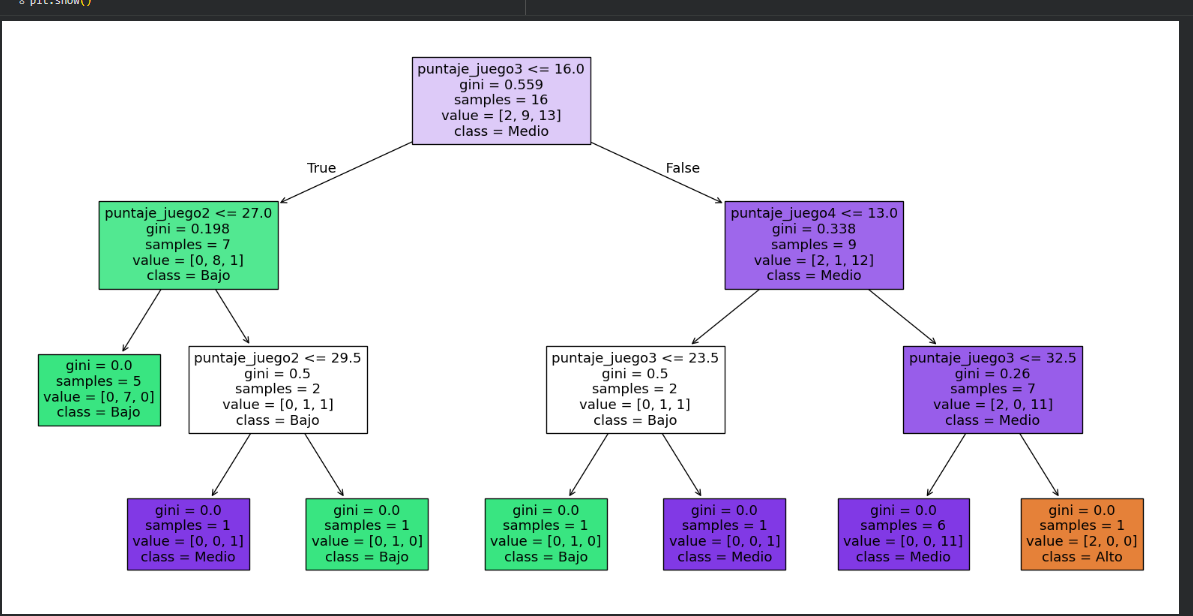 8 plt.show()
puntaje_juego3 <= 16.0
gini = 0.559
samples = 16
value = [2, 9, 13]
class = Medio
True
False
puntaje_juego2 <= 27.0
gini = 0.198
samples = 7
value = [0, 8, 1]
class = Bajo
puntaje_juego4 <= 13.0
gini = 0.338
samples = 9
value = [2, 1, 12]
class = Medio
gini = 0.0
samples = 5
value = [0, 7, 0]
class = Bajo
puntaje_juego2 <= 29.5
gini = 0.5
samples = 2
value = [0, 1, 1]
class = Bajo
puntaje_juego3 <= 23.5
gini = 0.5
samples = 2
value = [0, 1, 1]
class = Bajo
puntaje_juego3 <= 32.5
gini = 0.26
samples = 7
value = [2, 0, 11]
class = Medio
gini = 0.0
samples = 1
value = [0, 0, 1]
class = Medio
gini = 0.0
samples = 1
value = [0, 1, 0]
class = Bajo
gini = 0.0
samples = 1
value = [0, 1, 0]
class = Bajo
gini = 0.0
samples = 1
value = [0, 0, 1]
class = Medio
gini = 0.0
samples = 6
value = [0, 0, 11]
class = Medio
gini = 0.0
samples = 1
value = [2, 0, 0]
class = Alto